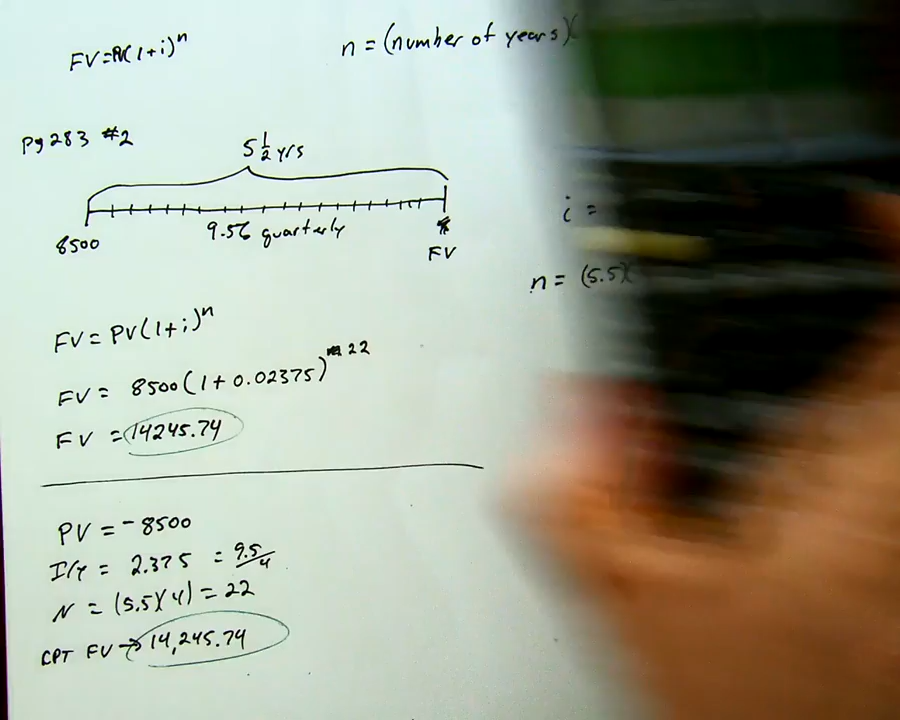 FV=PV(1+i)^n
n = (number of years)(
pg 283 #2
5 1/2 yrs
8500
9.5% quarterly
FV
i =
n = (5.5)(
FV = PV(1+i)^n
FV = 8500(1+0.02375)^22
FV = 14245.74
PV = -8500
I/Y = 2.375 = 9.5/4
N = (5.5)(4) = 22
CPT FV → 14,245.74